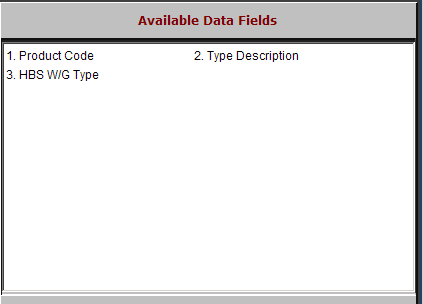 Available Data Fields
1. Product Code 2. Type Description
3. HBS W/G Type